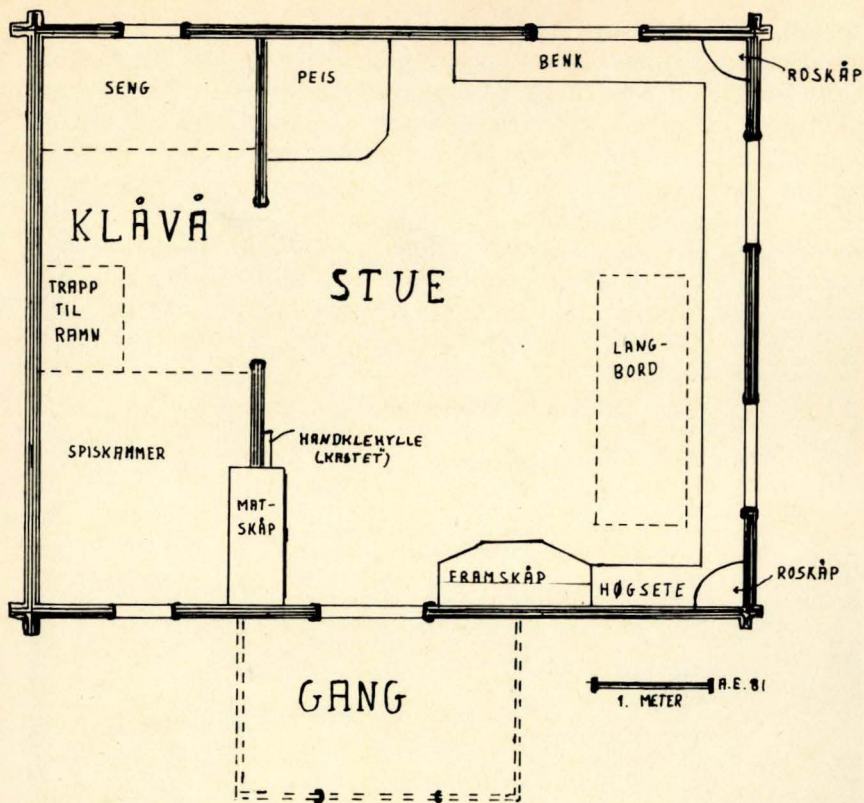 SENG
PEIS
BENK
ROSKÅP
KLÅVÅ
STUE
TRAPP
TIL
RAMN
LANG-
BORD
SPISKAMMER
HANDKLEHYLLE
(KASTET")
MAT-
SKÅP
FRAMSKÅP
HØGSETE
ROSKÅP
GANG
1. METER
A.E. 81